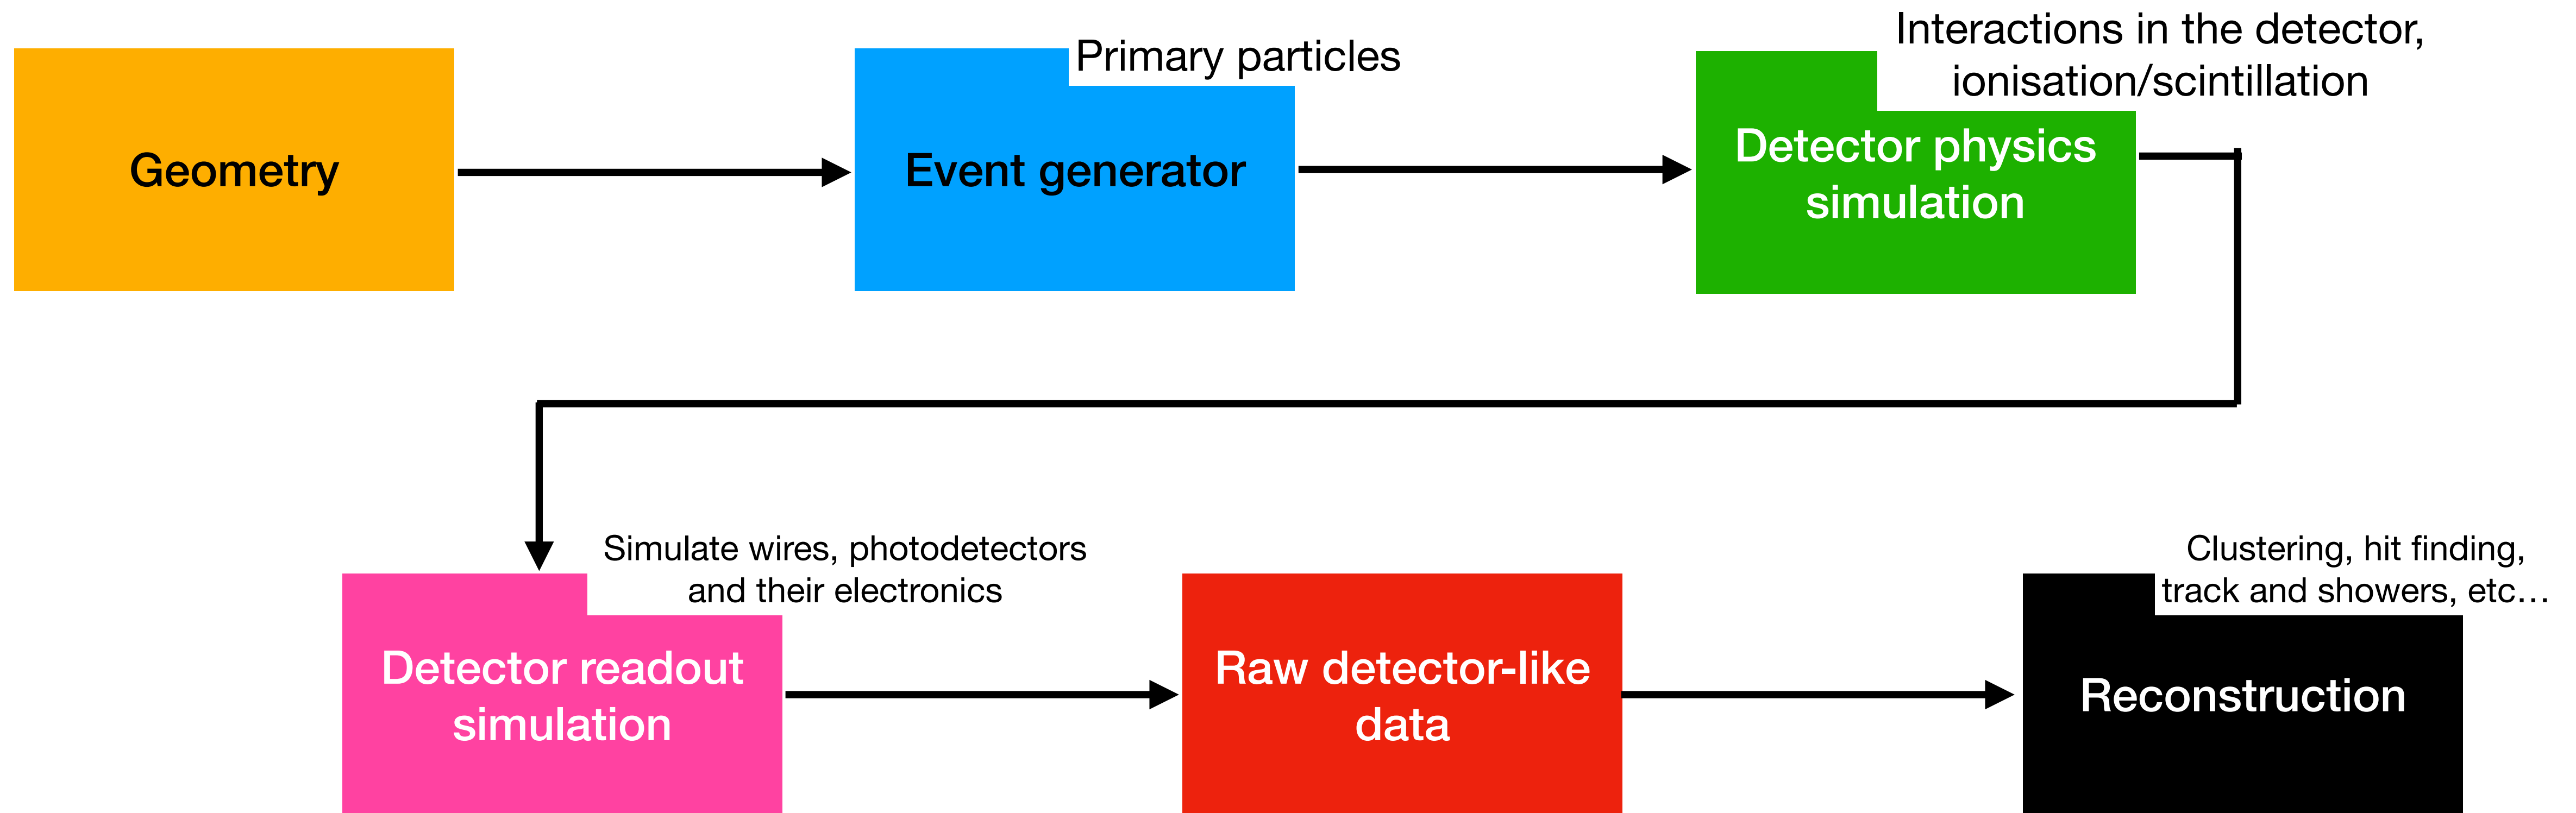 Geometry
Primary particles
Event generator
Interactions in the detector,
ionisation/scintillation
Detector physics
simulation
Simulate wires, photodetectors
and their electronics
Detector readout
simulation
Raw detector-like
data
Clustering, hit finding,
track and showers, etc…
Reconstruction